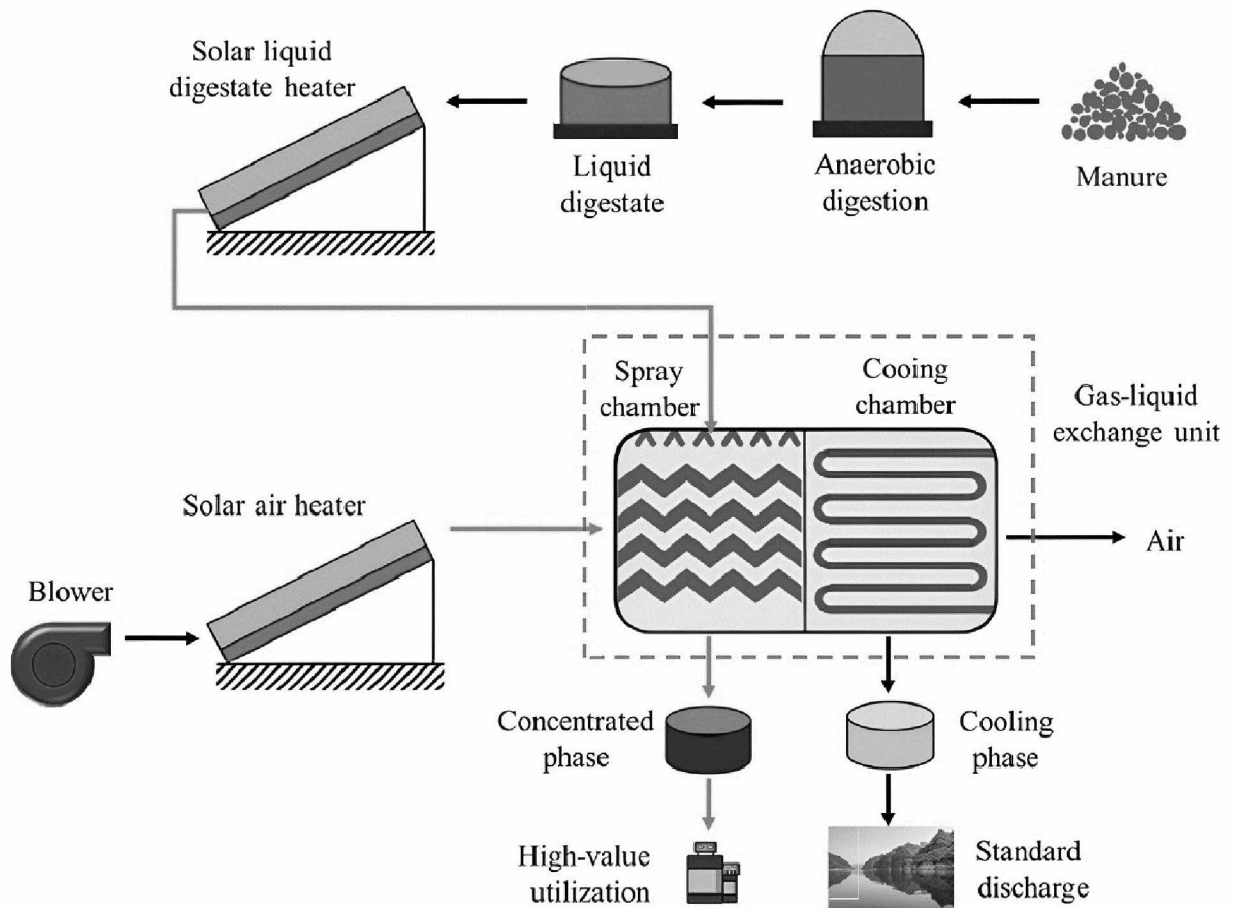 Solar liquid
digestate heater
Liquid
digestate
Anaerobic
digestion
Manure
Spray
chamber
Cooing
chamber
Gas-liquid
exchange unit
Solar air heater
Blower
Air
Concentrated
phase
Cooling
phase
High-value
utilization
Standard
discharge